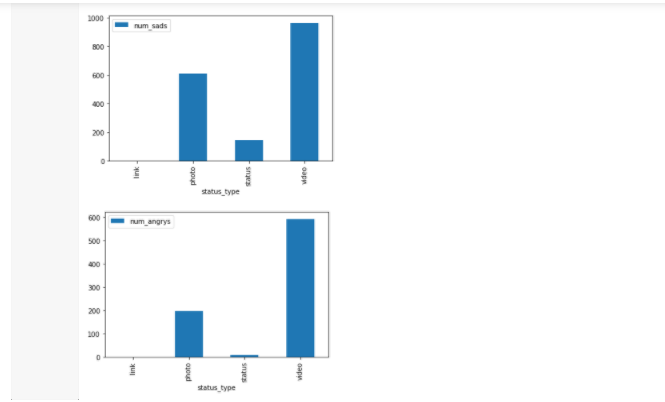 1000
num_sads
800
600
400
200
0
link
photo
status
video
status_type
600
num_angrys
500
400
300
200
100
0
link
photo
status
video
status_type